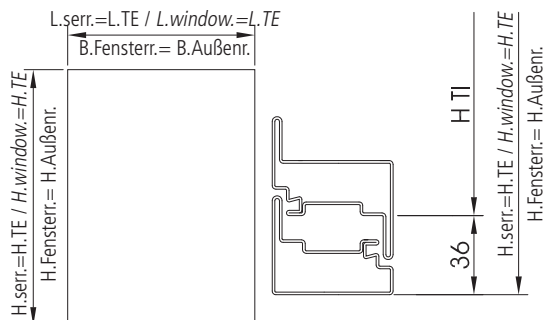 L.serr.=L.TE / L.window.=L.TE
B.Fensterr.= B.Außenr.
H.serr.=H.TE / H.window.=H.TE
H.Fensterr.= H.Außenr.
H TI
36
H.serr.=H.TE / H.window.=H.TE
H.Fensterr.= H.Außenr.